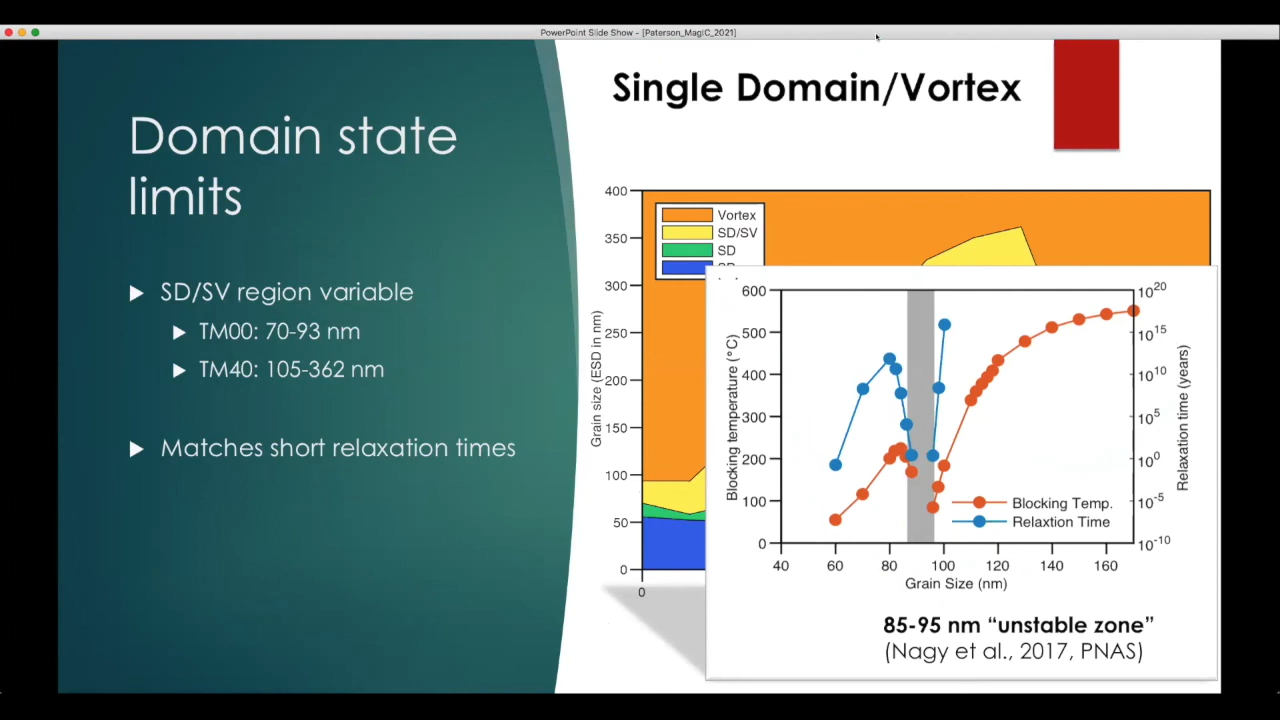 PowerPoint Slide Show - [Paterson_MagIC_2021]
Domain state
limits
SD/SV region variable
TM00: 70-93 nm
TM40: 105-362 nm
Matches short relaxation times
Single Domain/Vortex
400
350
300
250
200
150
100
50
0
Grain size (ESD in nm)
0
Vortex
SD/SV
SD
600
500
400
300
200
100
0
Blocking temperature (°C)
10^20
10^15
10^10
10^5
10^0
10^-5
10^-10
Relaxation time (years)
Blocking Temp.
Relaxtion Time
40 60 80 100 120 140 160
Grain Size (nm)
85-95 nm “unstable zone”
(Nagy et al., 2017, PNAS)